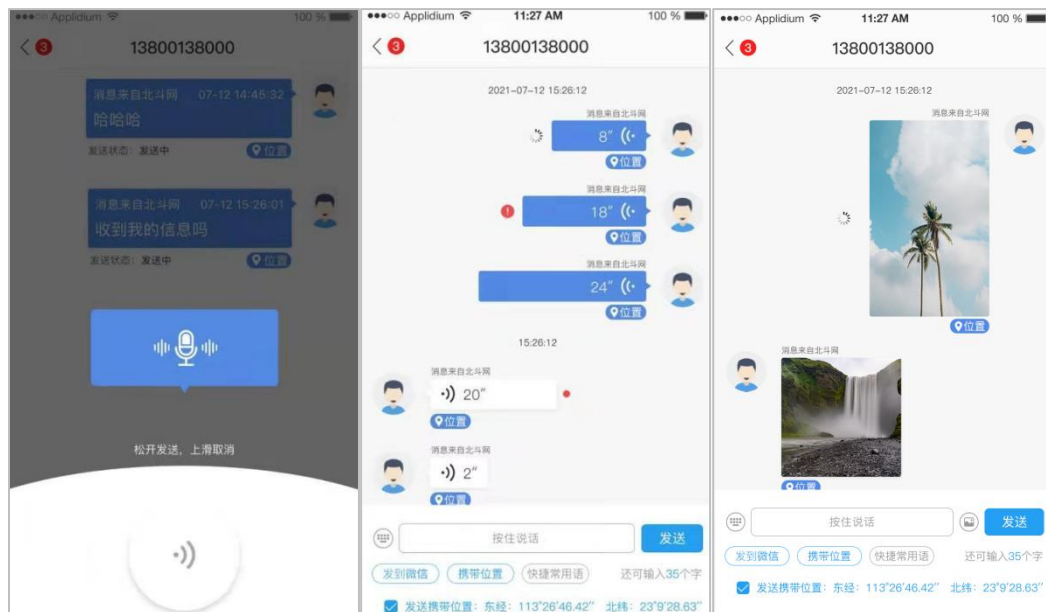 ●●●○○ Applidium 100 %
3 13800138000
消息来自北斗网 07-12 14:45:32
哈哈哈
发送状态：发送中 位置
消息来自北斗网 07-12 15:26:01
收到我的信息吗
发送状态：发送中 位置
松开发送，上滑取消
●●●○○ Applidium 11:27 AM 100 %
3 13800138000
2021-07-12 15:26:12
消息来自北斗网
8"
位置
消息来自北斗网
18"
位置
消息来自北斗网
24"
位置
15:26:12
消息来自北斗网
20"
位置
消息来自北斗网
2"
位置
按住说话 发送
发到微信 携带位置 快捷常用语 还可输入35个字
发送携带位置：东经：113°26'46.42" 北纬：23°9'28.63"
●●●○○ Applidium 11:27 AM 100 %
3 13800138000
2021-07-12 15:26:12
消息来自北斗网
位置
消息来自北斗网
位置
按住说话 发送
发到微信 携带位置 快捷常用语 还可输入35个字
发送携带位置：东经：113°26'46.42" 北纬：23°9'28.63"